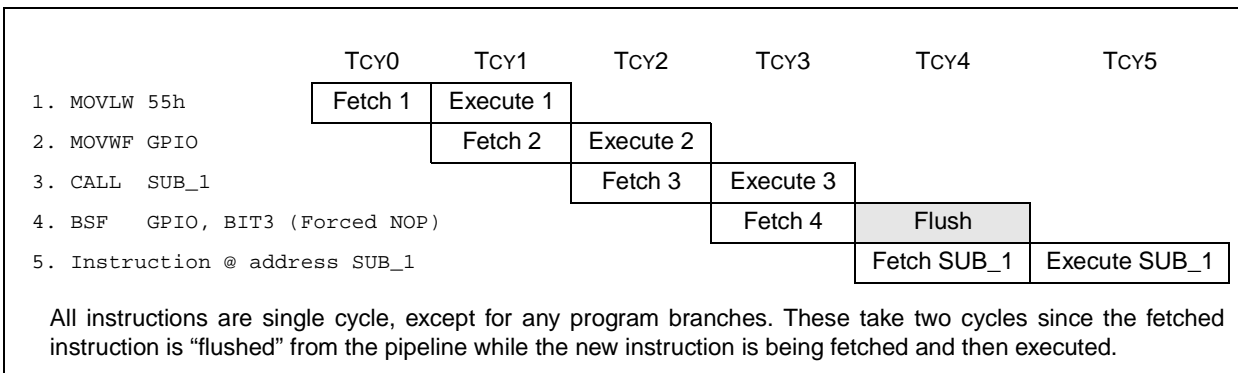 TCY0 TCY1 TCY2 TCY3 TCY4 TCY5
1. MOVLW 55h Fetch 1 Execute 1
2. MOVWF GPIO Fetch 2 Execute 2
3. CALL SUB_1 Fetch 3 Execute 3
4. BSF GPIO, BIT3 (Forced NOP) Fetch 4 Flush
5. Instruction @ address SUB_1 Fetch SUB_1 Execute SUB_1
All instructions are single cycle, except for any program branches. These take two cycles since the fetched
instruction is “flushed” from the pipeline while the new instruction is being fetched and then executed.